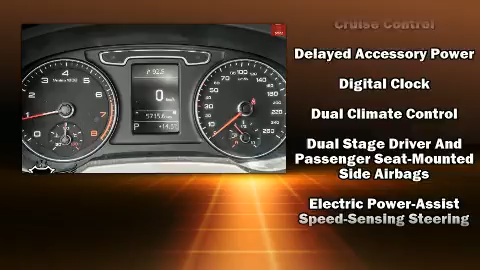 Cruise Control
Delayed Accessory Power
Digital Clock
Dual Climate Control
Dual Stage Driver And
Passenger Seat-Mounted
Side Airbags
Electric Power-Assist
Speed-Sensing Steering